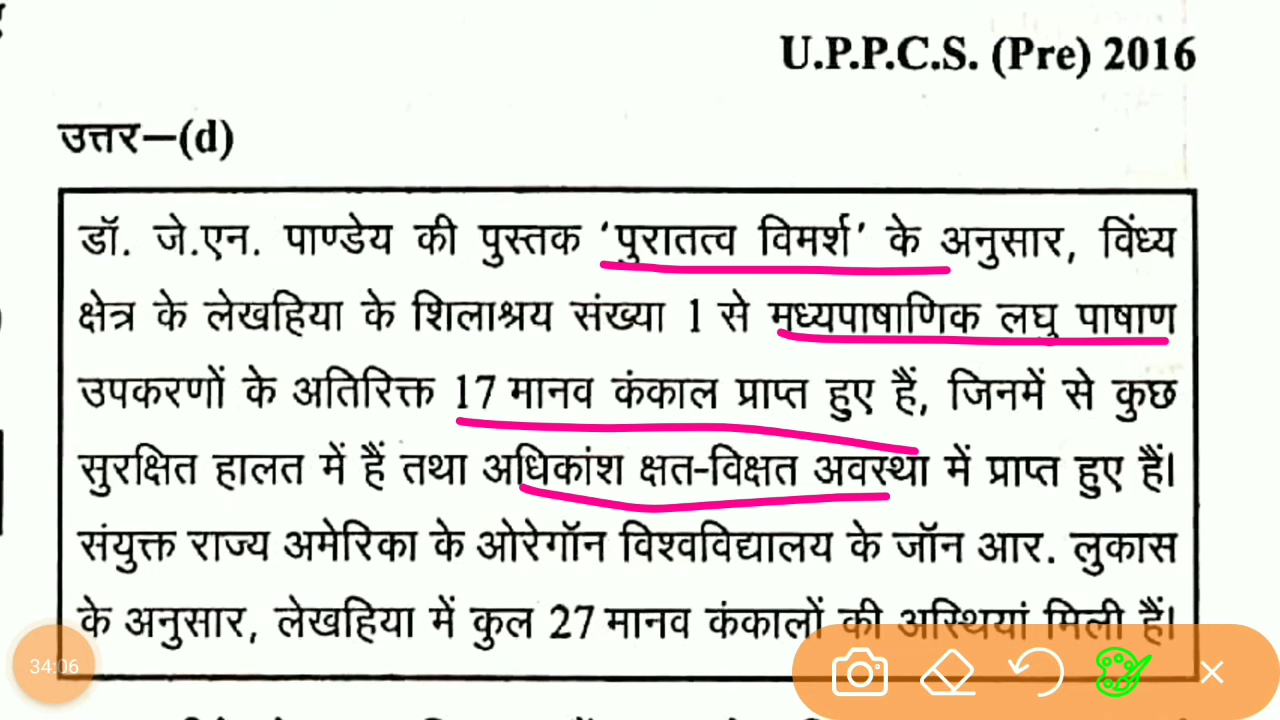 U.P.P.C.S. (Pre) 2016
उत्तर—(d)
डॉ. जे.एन. पाण्डेय की पुस्तक ‘पुरातत्व विमर्श’ के अनुसार, विंध्य
क्षेत्र के लेखहिया के शिलाश्रय संख्या 1 से मध्यपाषाणिक लघु पाषाण
उपकरणों के अतिरिक्त 17 मानव कंकाल प्राप्त हुए हैं, जिनमें से कुछ
सुरक्षित हालत में हैं तथा अधिकांश क्षत-विक्षत अवस्था में प्राप्त हुए हैं।
संयुक्त राज्य अमेरिका के ओरेगॉन विश्वविद्यालय के जॉन आर. लुकास
के अनुसार, लेखहिया में कुल 27 मानव कंकालों की अस्थियां मिली हैं।
34:06